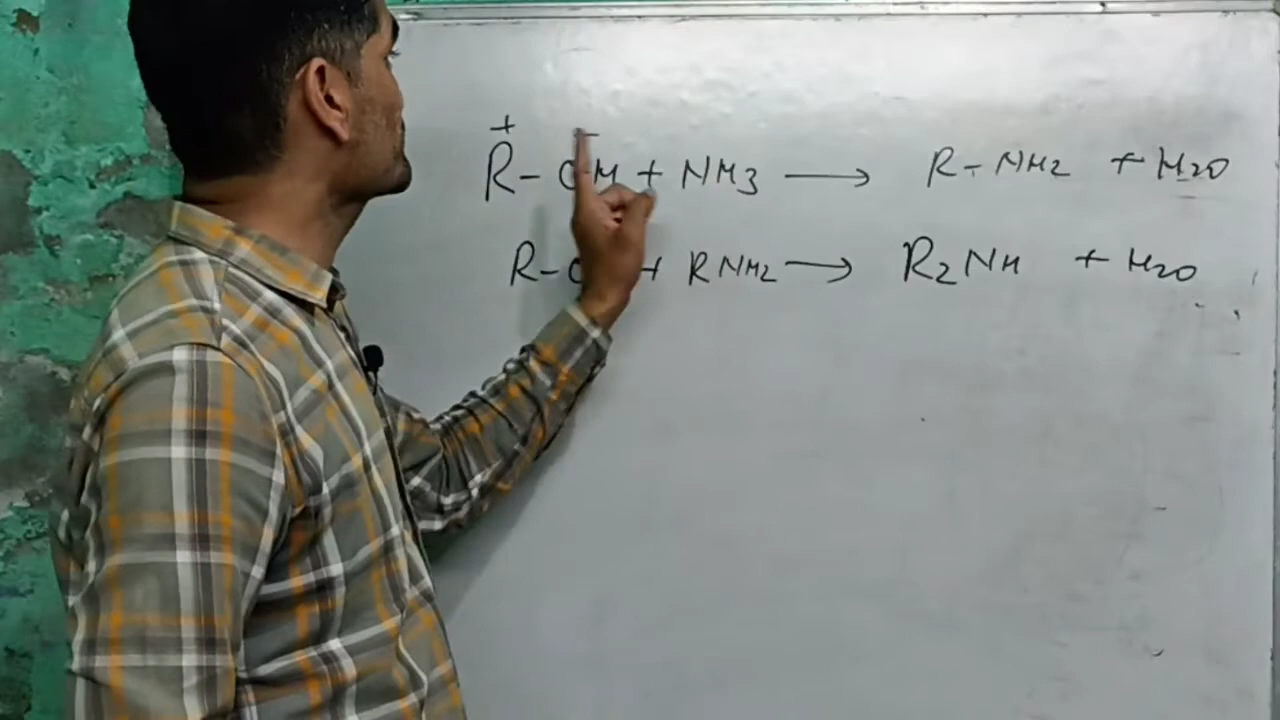 + -
R-OH + NH3 ⟶ R-NH2 + H2O
R-O + RNH2 ⟶ R2NH + H2O